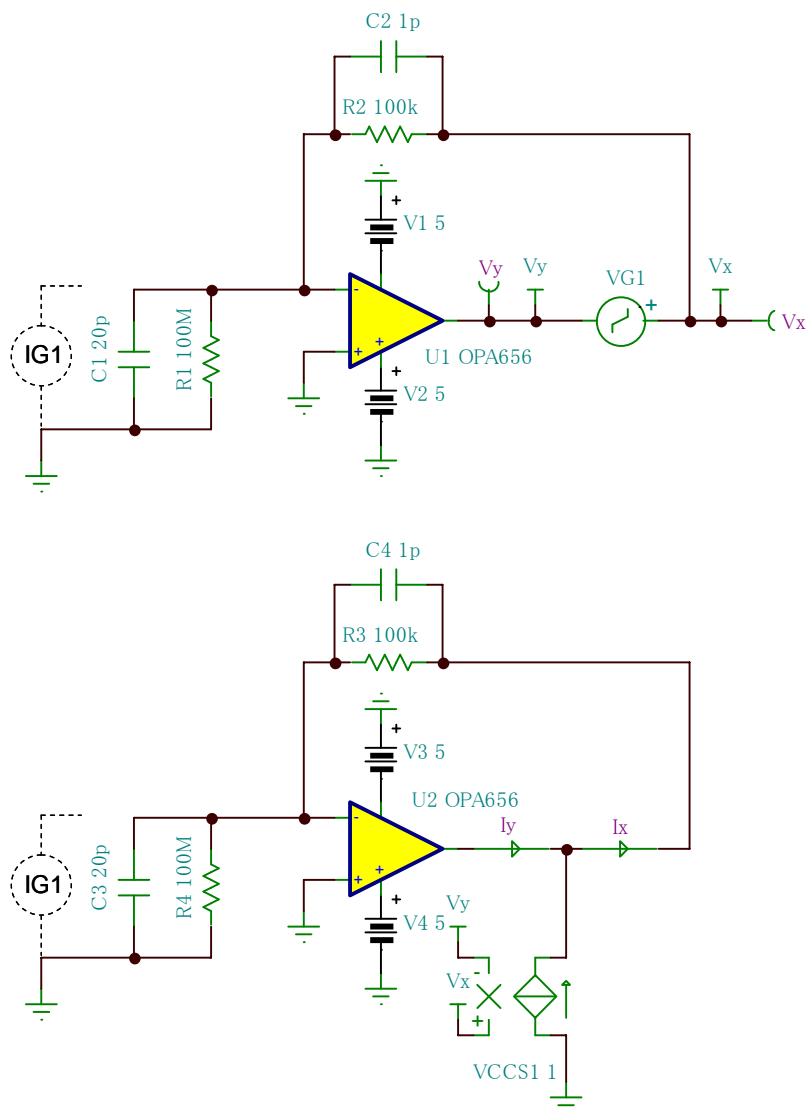 C2 1p
R2 100k
+
V1 5
-
+
+
Vy
Vy
VG1
+
Vx
Vx
U1 OPA656
IG1
C1 20p
R1 100M
+
V2 5
C4 1p
R3 100k
+
V3 5
U2 OPA656
-
+
+
Iy
Ix
IG1
C3 20p
R4 100M
+
V4 5
Vy
-
Vx
+
VCCS1 1